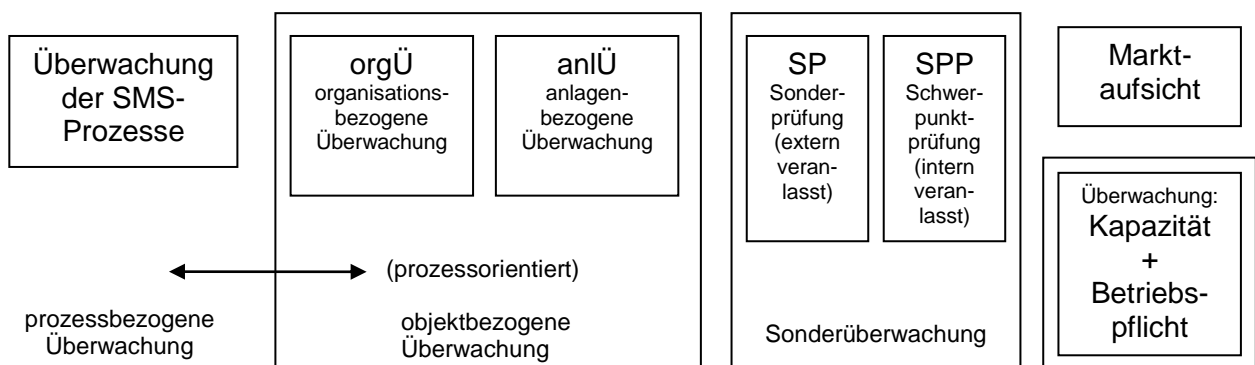 Überwachung
der SMS-
Prozesse
prozessbezogene
Überwachung
orgÜ
organisations-
bezogene
Überwachung
anlÜ
anlagen-
bezogene
Überwachung
(prozessorientiert)
objektbezogene
Überwachung
SP
Sonder-
prüfung
(extern
veran-
lasst)
SPP
Schwer-
punkt-
prüfung
(intern
veran-
lasst)
Sonderüberwachung
Markt-
aufsicht
Überwachung:
Kapazität
+
Betriebs-
pflicht